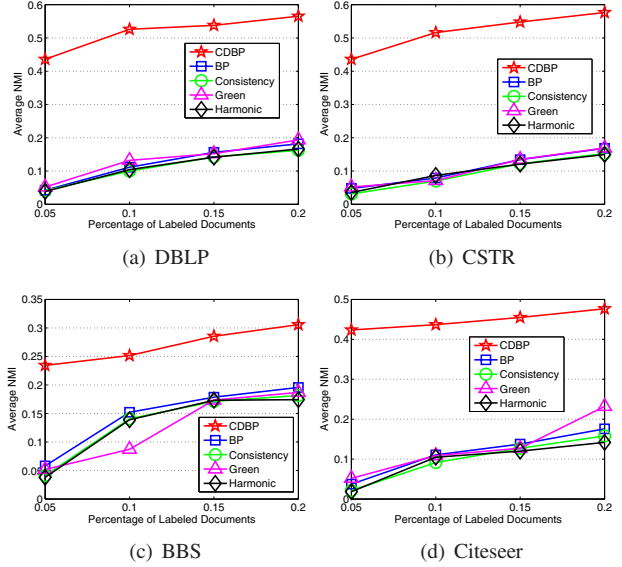 0.6
0.5
0.4
0.3
0.2
0.1
0
Average NMI
CDBP
BP
Consistency
Green
Harmonic
0.05 0.1 0.15 0.2
Percentage of Labeled Documents
(a) DBLP
0.6
0.5
0.4
0.3
0.2
0.1
0
Average NMI
CDBP
BP
Consistency
Green
Harmonic
0.05 0.1 0.15 0.2
Percentage of Labeled Documents
(b) CSTR
0.35
0.3
0.25
0.2
0.15
0.1
0.05
0
Average NMI
CDBP
BP
Consistency
Green
Harmonic
0.05 0.1 0.15 0.2
Percentage of Labeled Documents
(c) BBS
0.5
0.4
0.3
0.2
0.1
0
Average NMI
CDBP
BP
Consistency
Green
Harmonic
0.05 0.1 0.15 0.2
Percentage of Labeled Documents
(d) Citeseer